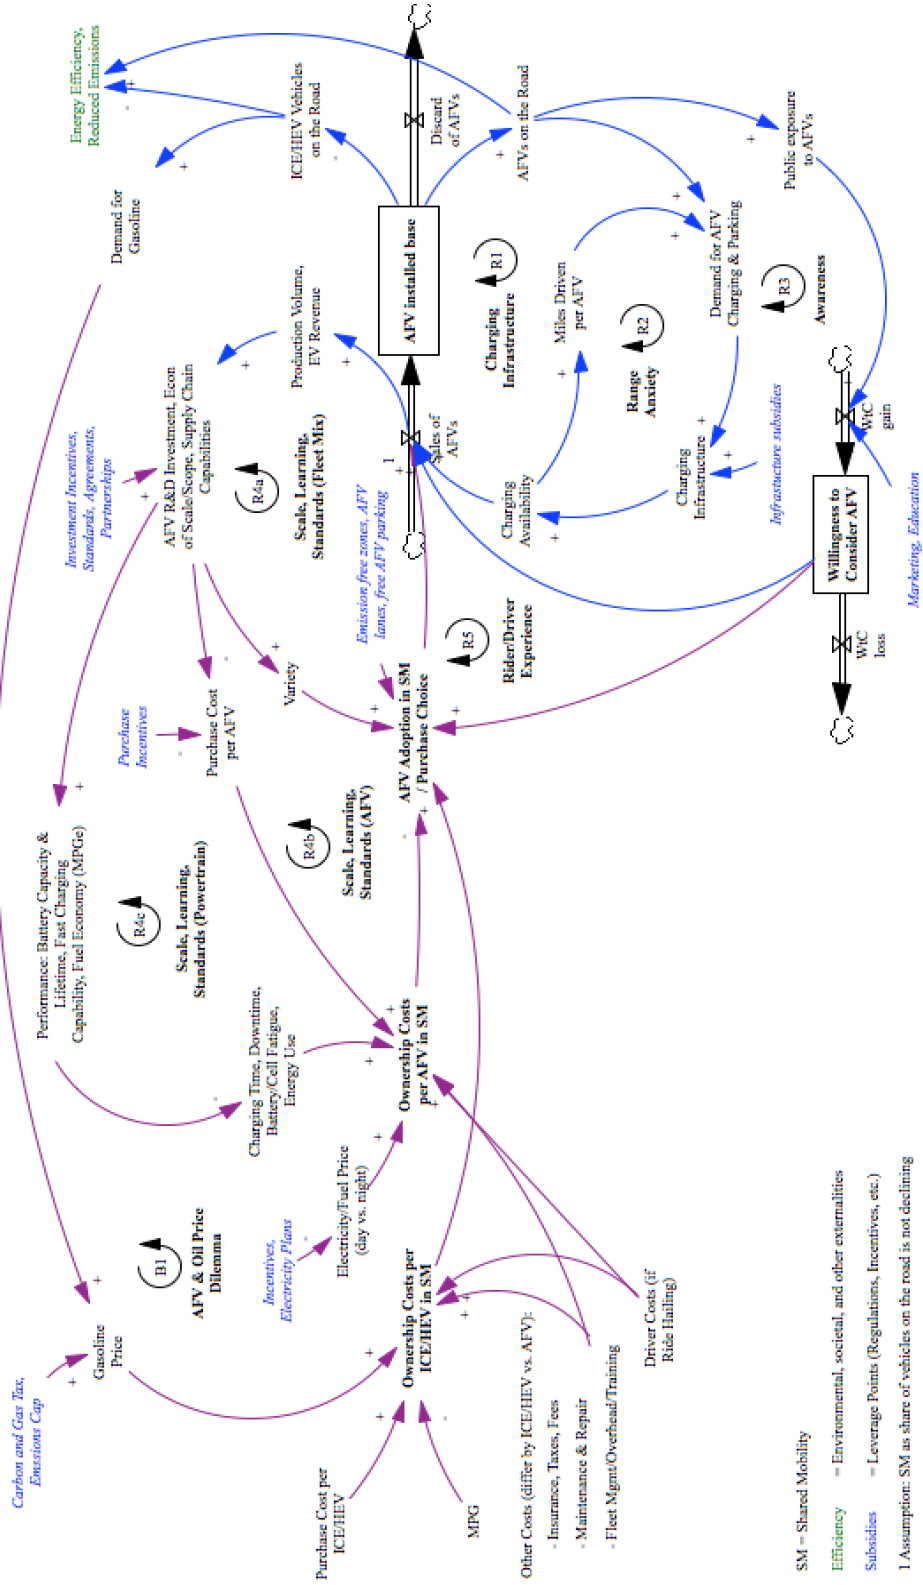 Carbon and Gas Tax,
Emssions Cap
Gasoline
Price
Purchase Cost per
ICE/HEV
MPG
Ownership Costs per
ICE/HEV in SM
Other Costs (differ by ICE/HEV vs. AFV):
- Insurance, Taxes, Fees
- Maintenance & Repair
- Fleet Mgmt/Overhead/Training
Driver Costs (if
Ride Hailing)
SM = Shared Mobility
Efficiency = Environmental, societal, and other externalities
Subsidies = Leverage Points (Regulations, Incentives, etc.)
1 Assumption: SM as share of vehicles on the road is not declining
B1
AFV & Oil Price
Dilemma
Incentives,
Electricity Plans
Electricity/Fuel Price
(day vs. night)
Performance: Battery Capacity &
Lifetime, Fast Charging
Capability, Fuel Economy (MPGe)
Charging Time, Downtime,
Battery/Cell Fatigue,
Energy Use
Ownership Costs
per AFV in SM
R4c
Scale, Learning,
Standards (Powertrain)
R4b
Scale, Learning,
Standards (AFV)
Purchase
Incentives
Purchase Cost
per AFV
Variety
AFV Adoption in SM
/ Purchase Choice
Emission free zones, AFV
lanes, free AFV parking
R5
Rider/Driver
Experience
Investment Incentives,
Standards, Agreements,
Partnerships
AFV R&D Investment, Econ
of Scale/Scope, Supply Chain
Capabilities
R4a
Scale, Learning,
Standards (Fleet Mix)
Production Volume,
EV Revenue
1
Sales of
AFVs
AFV installed base
Discard
of AFVs
Demand for
Gasoline
ICE/HEV Vehicles
on the Road
Energy Efficiency,
Reduced Emissions
AFVs on the Road
R1
Charging
Infrastructure
Charging
Availability
Miles Driven
per AFV
R2
Range
Anxiety
Charging
Infrastructure
Demand for AFV
Charging & Parking
Infrastucture subsidies
R3
Awareness
Public exposure
to AFVs
WtC
gain
Willingness to
Consider AFV
WtC
loss
Marketing, Education